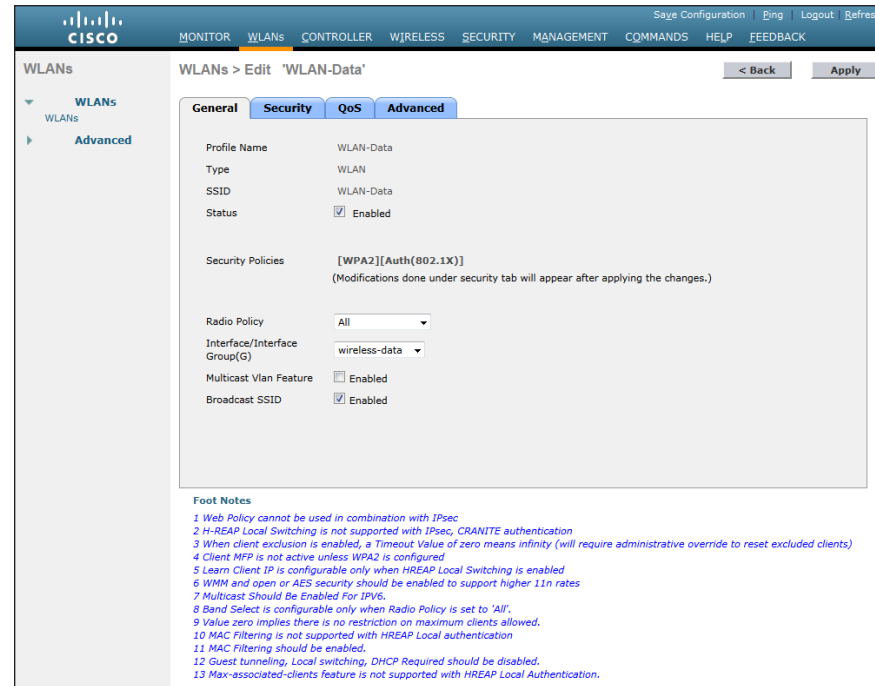 Save Configuration | Ping | Logout | Refres
CISCO
MONITOR WLANs CONTROLLER WIRELESS SECURITY MANAGEMENT COMMANDS HELP FEEDBACK
WLANs
WLANs > Edit 'WLAN-Data'
< Back
Apply
WLANs
WLANs
Advanced
General Security QoS Advanced
Profile Name WLAN-Data
Type WLAN
SSID WLAN-Data
Status Enabled
Security Policies [WPA2][Auth(802.1X)]
(Modifications done under security tab will appear after applying the changes.)
Radio Policy All
Interface/Interface
Group(G) wireless-data
Multicast Vlan Feature Enabled
Broadcast SSID Enabled
Foot Notes
1 Web Policy cannot be used in combination with IPsec
2 H-REAP Local Switching is not supported with IPsec, CRANITE authentication
3 When client exclusion is enabled, a Timeout Value of zero means infinity (will require administrative override to reset excluded clients)
4 Client MFP is not active unless WPA2 is configured
5 Learn Client IP is configurable only when HREAP Local Switching is enabled
6 WMM and open or AES security should be enabled to support higher 11n rates
7 Multicast Should Be Enabled For IPV6.
8 Band Select is configurable only when Radio Policy is set to 'All'.
9 Value zero implies there is no restriction on maximum clients allowed.
10 MAC Filtering is not supported with HREAP Local authentication
11 MAC Filtering should be enabled.
12 Guest tunneling, Local switching, DHCP Required should be disabled.
13 Max-associated-clients feature is not supported with HREAP Local Authentication.